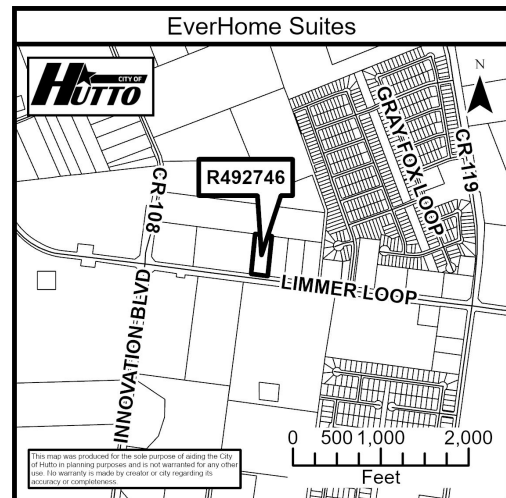 EverHome Suites
CITY OF
HUTTO
N
GRAY FOX LOOP
CR 119
CR 108
R492746
LIMMER LOOP
INNOVATION BLVD
0 500 1,000 2,000
Feet
This map was produced for the sole purpose of aiding the City
of Hutto in planning purposes and is not warranted for any other
use. No warranty is made by creator or city regarding its
accuracy or completeness.